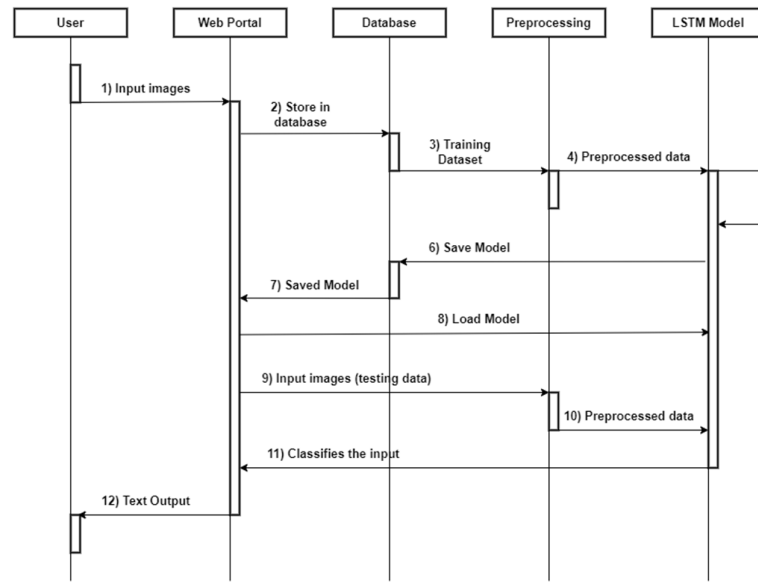 User
Web Portal
Database
Preprocessing
LSTM Model
1) Input images
2) Store in
database
3) Training
Dataset
4) Preprocessed data
6) Save Model
7) Saved Model
8) Load Model
9) Input images (testing data)
10) Preprocessed data
11) Classifies the input
12) Text Output